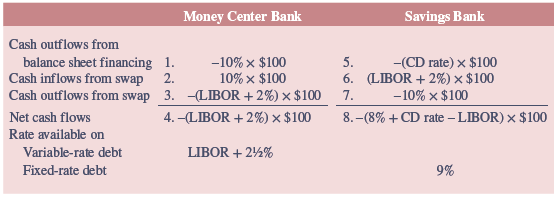 Money Center Bank Savings Bank
Cash outflows from
balance sheet financing 1. –10% × $100 5. –(CD rate) × $100
Cash inflows from swap 2. 10% × $100 6. (LIBOR + 2%) × $100
Cash outflows from swap 3. –(LIBOR + 2%) × $100 7. –10% × $100
Net cash flows 4. –(LIBOR + 2%) × $100 8. –(8% + CD rate – LIBOR) × $100
Rate available on
Variable-rate debt LIBOR + 2½%
Fixed-rate debt 9%